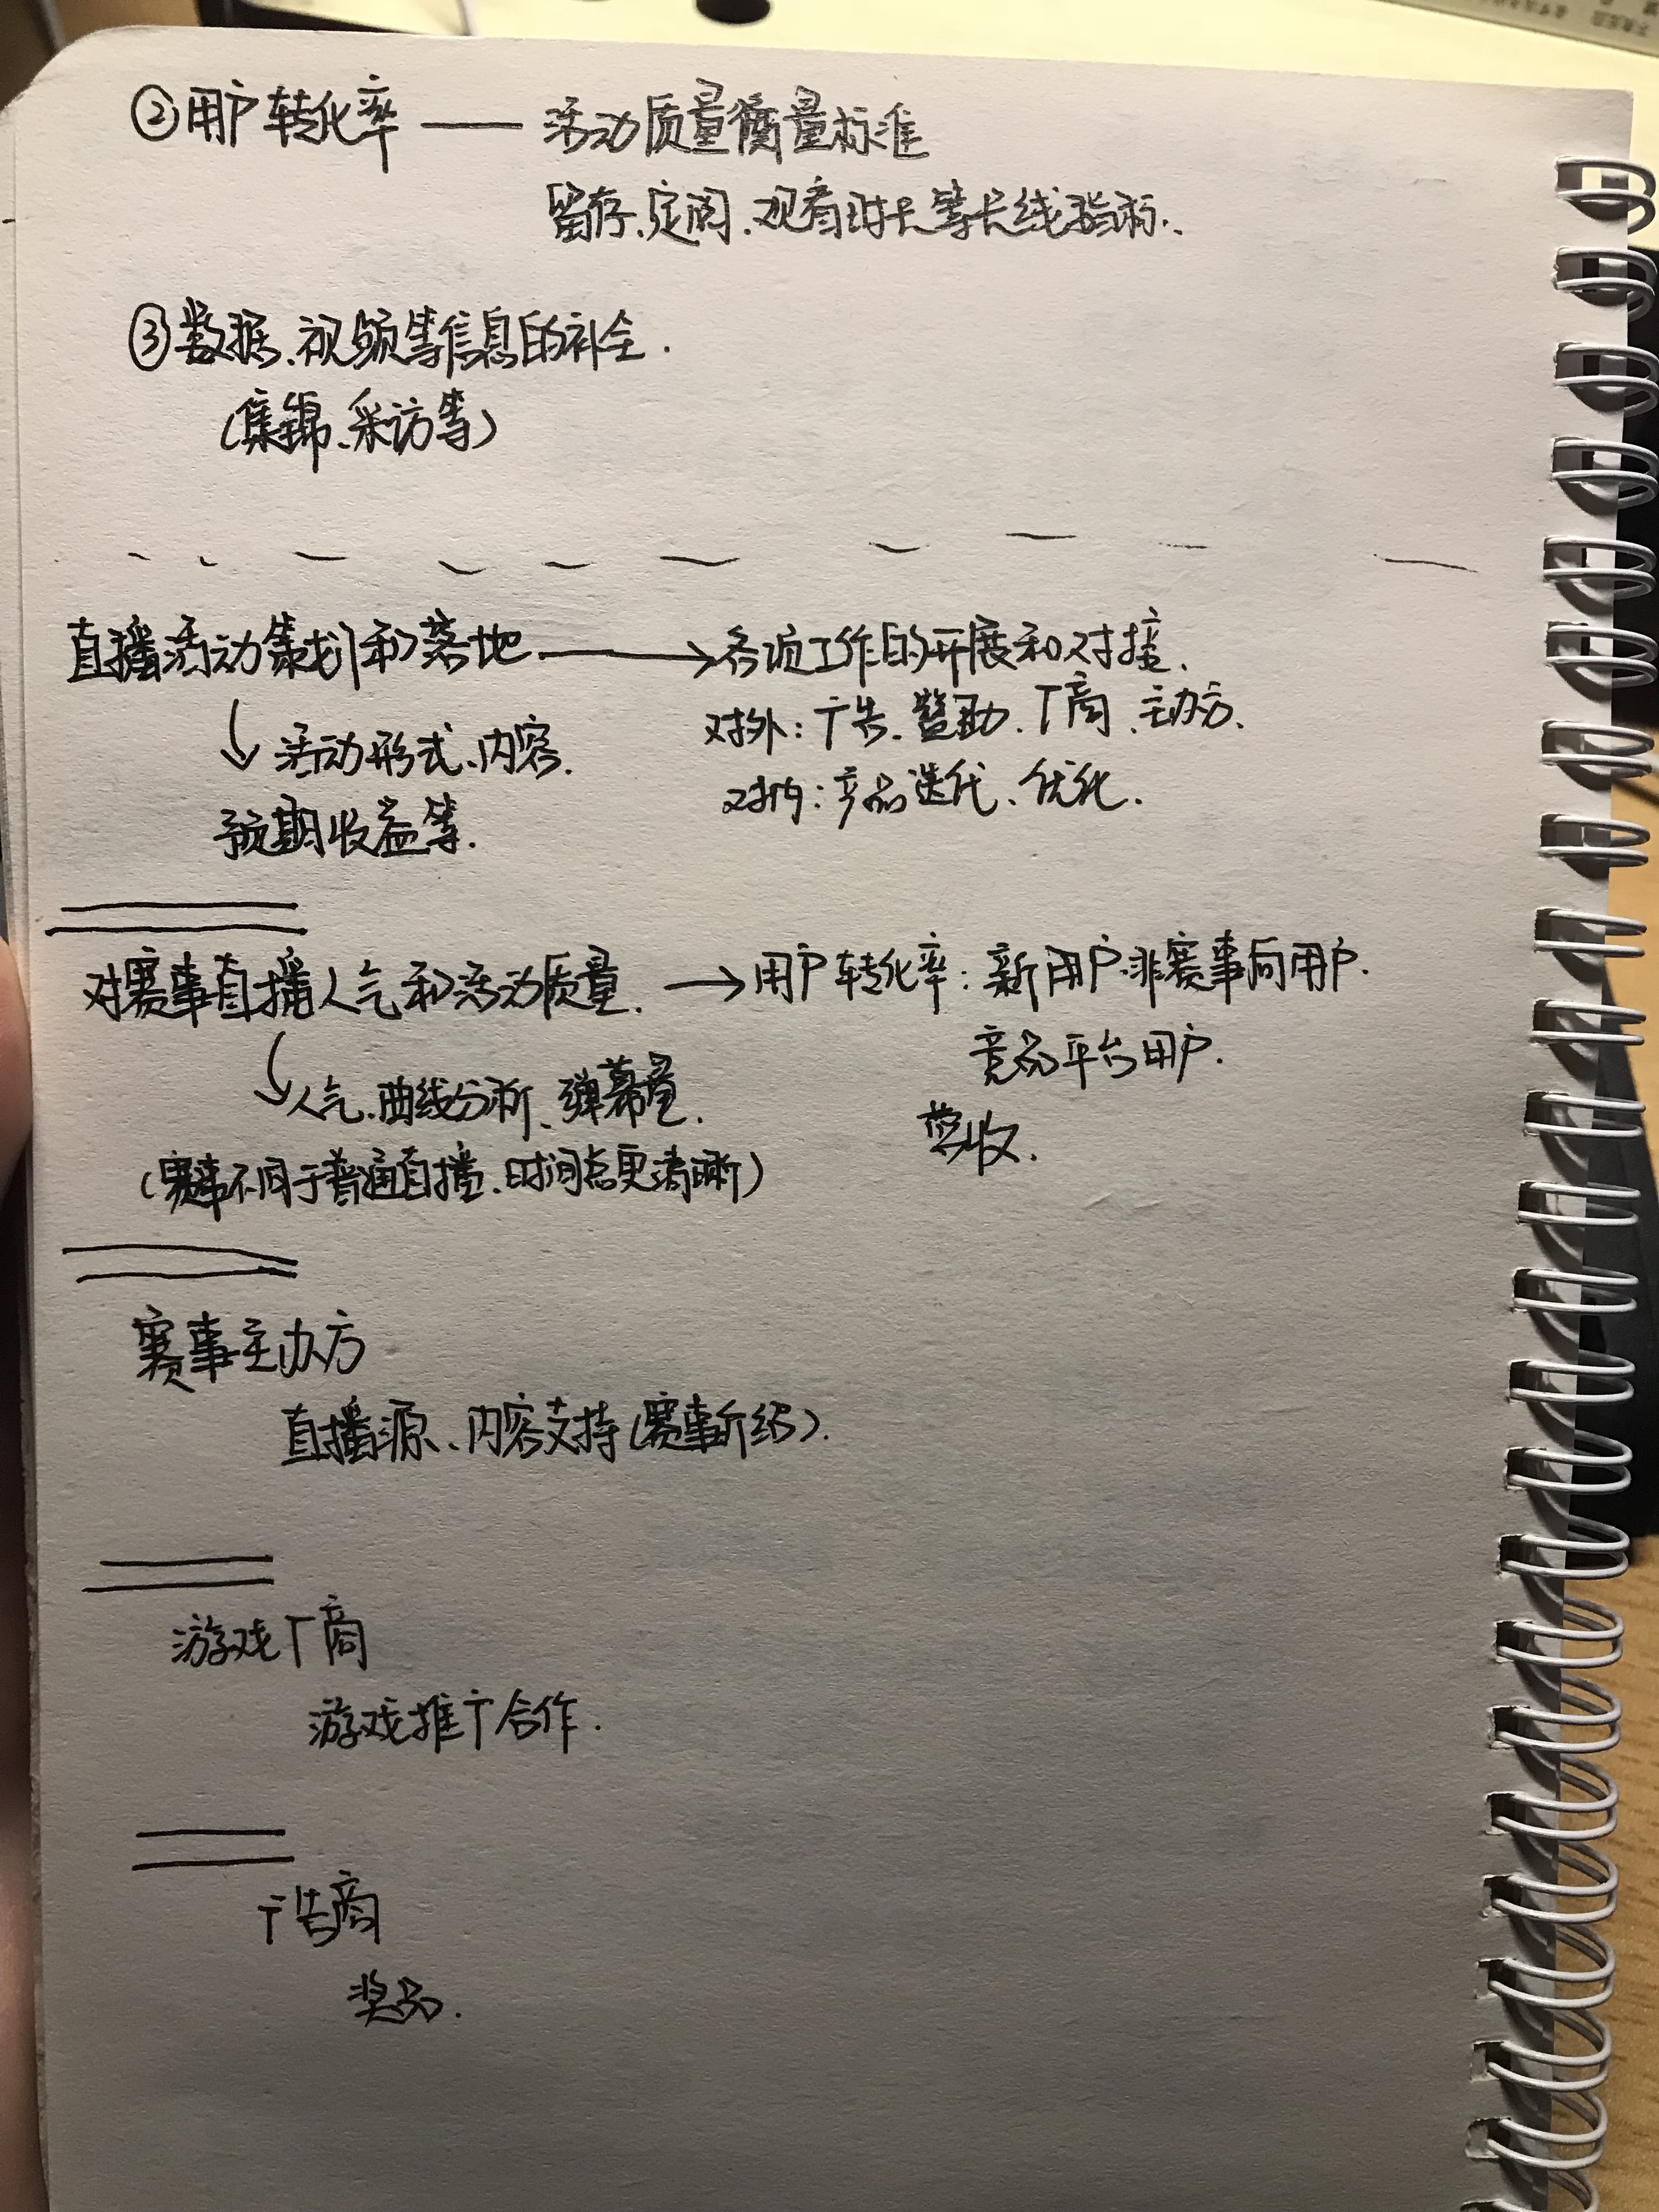 ②用户转化率 —— 活动质量衡量标准
留存、定阅、观看时长等长线指标.
③数据、视频等信息的补全.
(集锦、采访等)
直播活动策划和落地 → 各项工作的开展和对接.
对外:广告、赞助、厂商、主办方.
↓ 活动形式、内容.
对内:产品迭代、优化.
预期收益等.
对赛事直播人气和活动质量. → 用户转化率:新用户、非赛事向用户.
竞品平台用户.
↓ 人气、曲线分析、弹幕量.
营收.
(赛事不同于普通直播、时间点更清晰)
赛事主办方
直播源、内容支持(赛事介绍).
游戏厂商
游戏推广合作.
广告商
奖品.